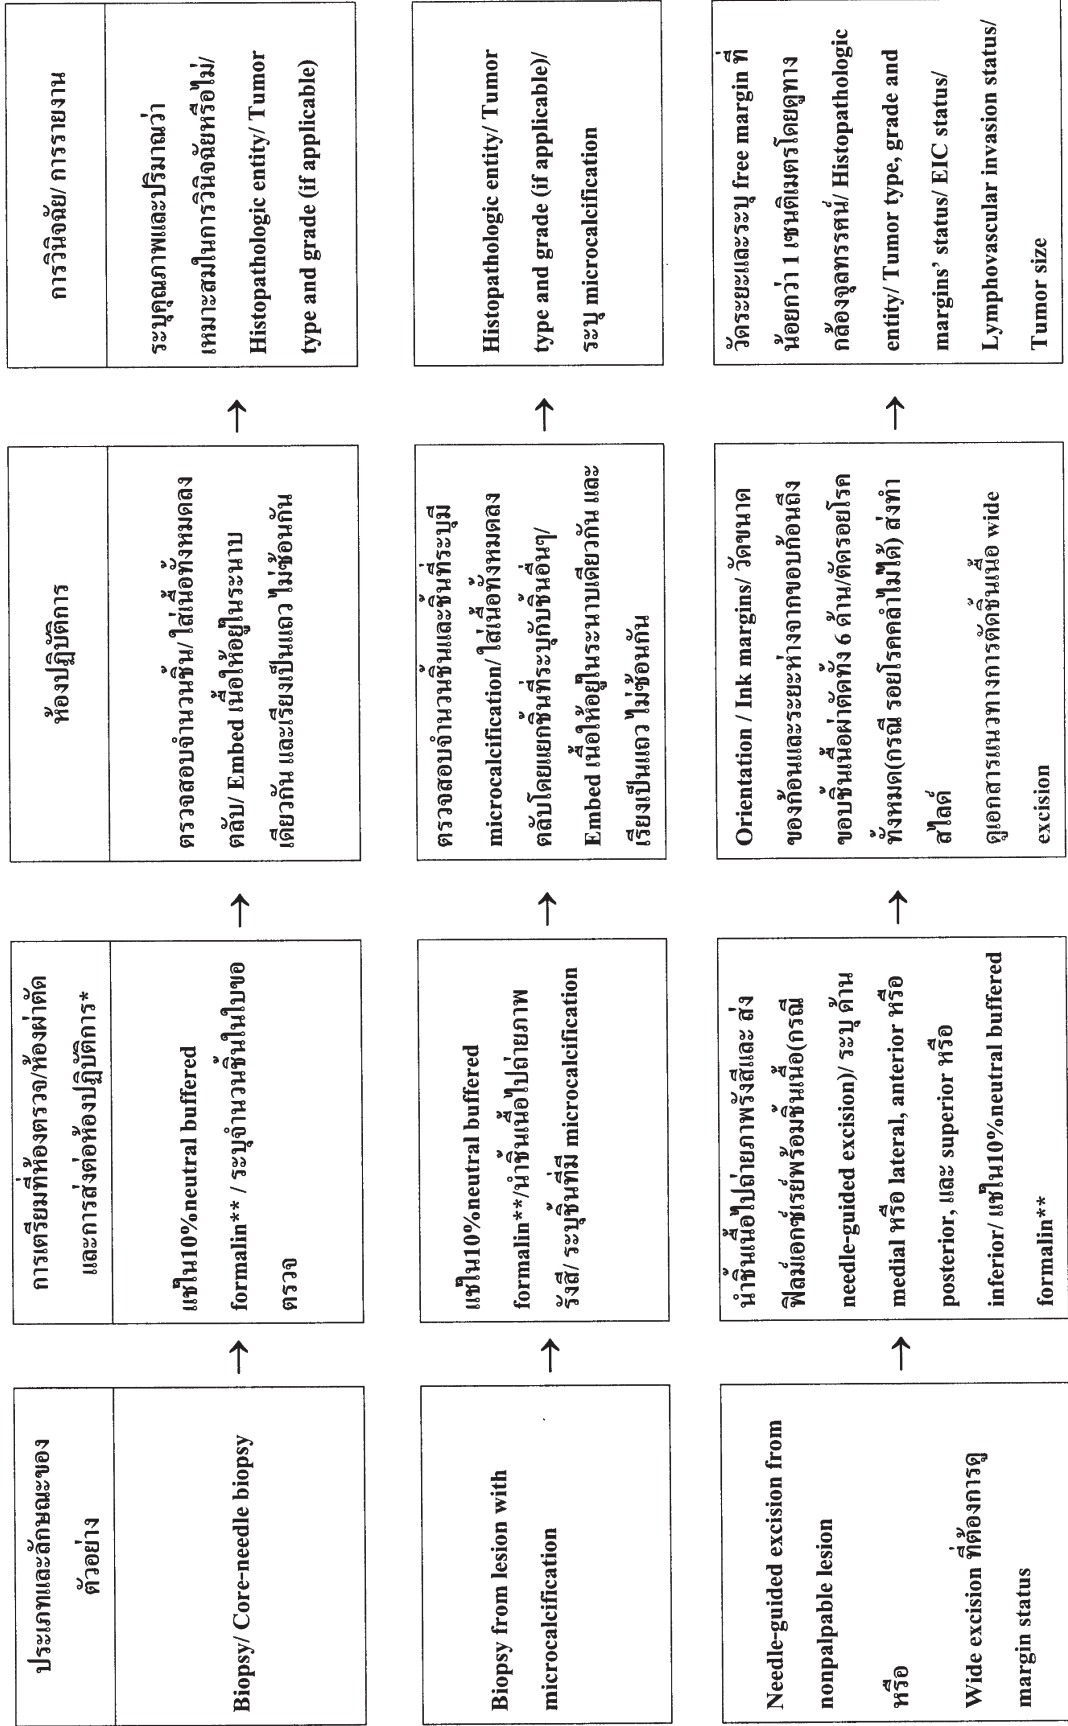 ประเภทและลักษณะของ
ตัวอย่าง
การเตรียมที่ห้องตรวจ/ห้องผ่าตัด
และการส่งต่อห้องปฏิบัติการ*
ห้องปฏิบัติการ
การวินิจฉัย/ การรายงาน
Biopsy/ Core-needle biopsy
→
แช่ใน10%neutral buffered
formalin** / ระบุจำนวนชิ้นในใบขอ
ตรวจ
→
ตรวจสอบจำนวนชิ้น/ ใส่เนื้อทั้งหมดลง
ตลับ/ Embed เนื้อให้อยู่ในระนาบ
เดียวกัน และเรียงเป็นแถว ไม่ซ้อนกัน
→
ระบุคุณภาพและปริมาณว่า
เหมาะสมในการวินิจฉัยหรือไม่/
Histopathologic entity/ Tumor
type and grade (if applicable)
Biopsy from lesion with
microcalcification
→
แช่ใน10%neutral buffered
formalin**/นำชิ้นเนื้อไปถ่ายภาพ
รังสี/ ระบุชิ้นที่มี microcalcification
→
ตรวจสอบจำนวนชิ้นและชิ้นที่ระบุมี
microcalcification/ ใส่เนื้อทั้งหมดลง
ตลับโดยแยกชิ้นที่ระบุกับชิ้นอื่นๆ/
Embed เนื้อให้อยู่ในระนาบเดียวกัน และ
เรียงเป็นแถว ไม่ซ้อนกัน
→
Histopathologic entity/ Tumor
type and grade (if applicable)/
ระบุ microcalcification
Needle-guided excision from
nonpalpable lesion
หรือ
Wide excision ที่ต้องการดู
margin status
→
นำชิ้นเนื้อไปถ่ายภาพรังสีและ ส่ง
ฟิล์มเอกซ์เรย์พร้อมชิ้นเนื้อ(กรณี
needle-guided excision)/ ระบุ ด้าน
medial หรือ lateral, anterior หรือ
posterior, และ superior หรือ
inferior/ แช่ใน10%neutral buffered
formalin**
→
Orientation / Ink margins/ วัดขนาด
ของก้อนและระยะห่างจากขอบก้อนถึง
ขอบชิ้นเนื้อผ่าตัดทั้ง 6 ด้าน/ตัดรอยโรค
ทั้งหมด(กรณี รอยโรคคลำไม่ได้) ส่งทำ
สไลด์
ดูเอกสารแนวทางการตัดชิ้นเนื้อ wide
excision
→
วัดระยะและระบุ free margin ที่
น้อยกว่า 1 เซนติเมตรโดยดูทาง
กล้องจุลทรรศน์/ Histopathologic
entity/ Tumor type, grade and
margins’ status/ EIC status/
Lymphovascular invasion status/
Tumor size